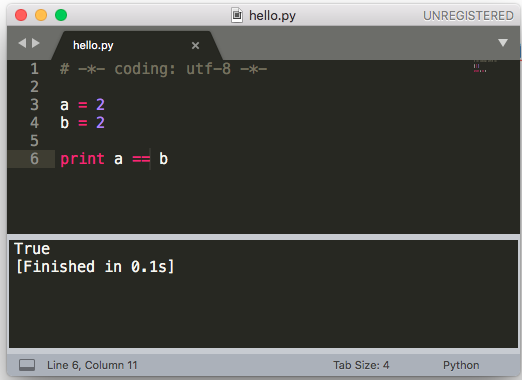 hello.py
UNREGISTERED
hello.py ×
1 # -*- coding: utf-8 -*-
2
3 a = 2
4 b = 2
5
6 print a == b
True
[Finished in 0.1s]
Line 6, Column 11 Tab Size: 4 Python